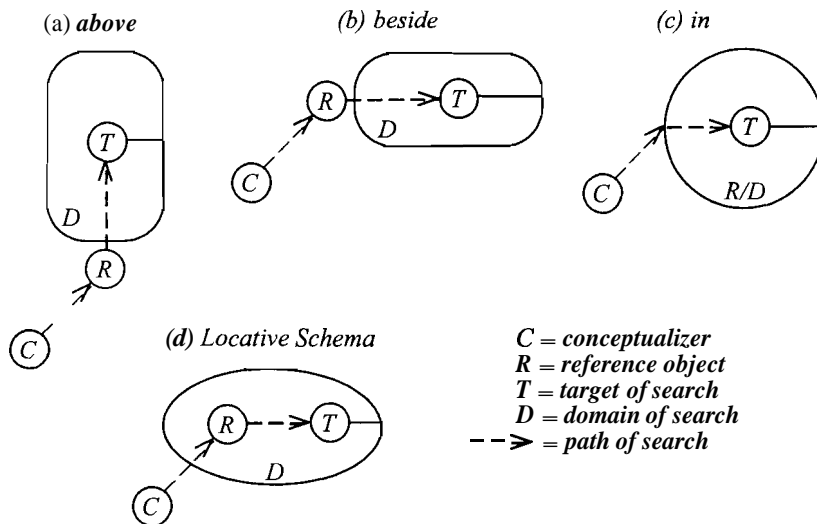 (a) above
(b) beside
(c) in
T
D
R
C
R
D
T
C
T
R/D
C
(d) Locative Schema
R
T
D
C
C = conceptualizer
R = reference object
T = target of search
D = domain of search
= path of search